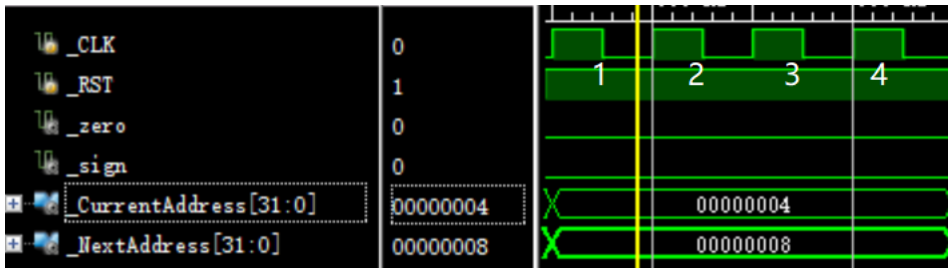 _CLK 0
_RST 1 1 2 3 4
_zero 0
_sign 0
_CurrentAddress[31:0] 00000004 00000004
_NextAddress[31:0] 00000008 00000008